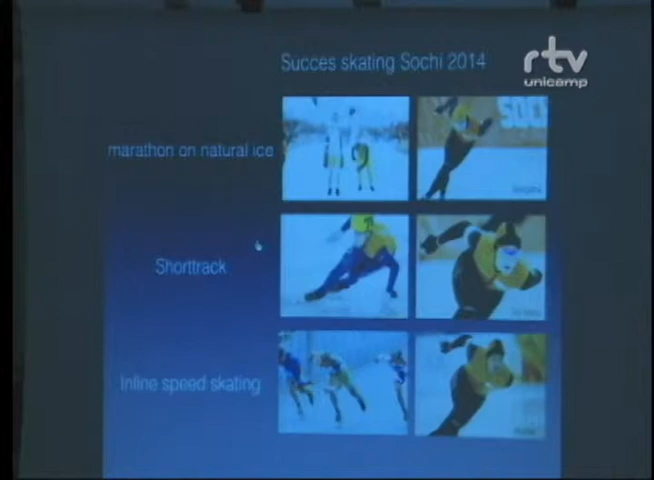 Succes skating Sochi 2014
rtv
unicamp
marathon on natural ice
Shorttrack
Inline speed skating